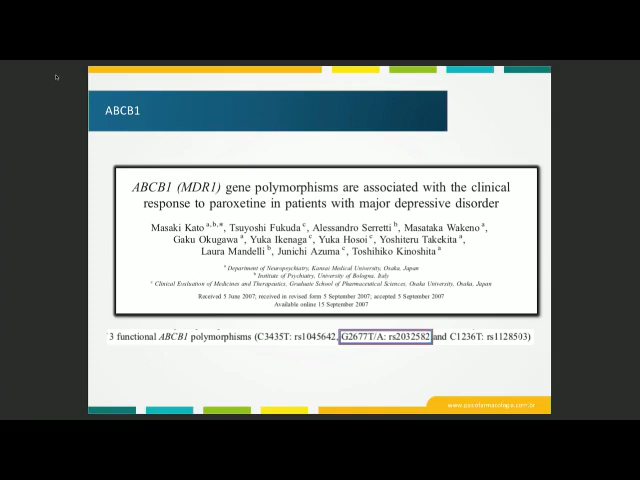 ABCB1
ABCB1 (MDR1) gene polymorphisms are associated with the clinical
response to paroxetine in patients with major depressive disorder
Masaki Kato a,b,*, Tsuyoshi Fukuda c, Alessandro Serretti b, Masataka Wakeno a,
Gaku Okugawa a, Yuka Ikenaga c, Yuka Hosoi c, Yoshiteru Takekita a,
Laura Mandelli b, Junichi Azuma c, Toshihiko Kinoshita a
a Department of Neuropsychiatry, Kansai Medical University, Osaka, Japan
b Institute of Psychiatry, University of Bologna, Italy
c Clinical Evaluation of Medicines and Therapeutics, Graduate School of Pharmaceutical Sciences, Osaka University, Osaka, Japan
Received 5 June 2007; received in revised form 5 September 2007; accepted 5 September 2007
Available online 15 September 2007
3 functional ABCB1 polymorphisms (C3435T: rs1045642, G2677T/A: rs2032582 and C1236T: rs1128503)
www.psicofarmacologia.com.br